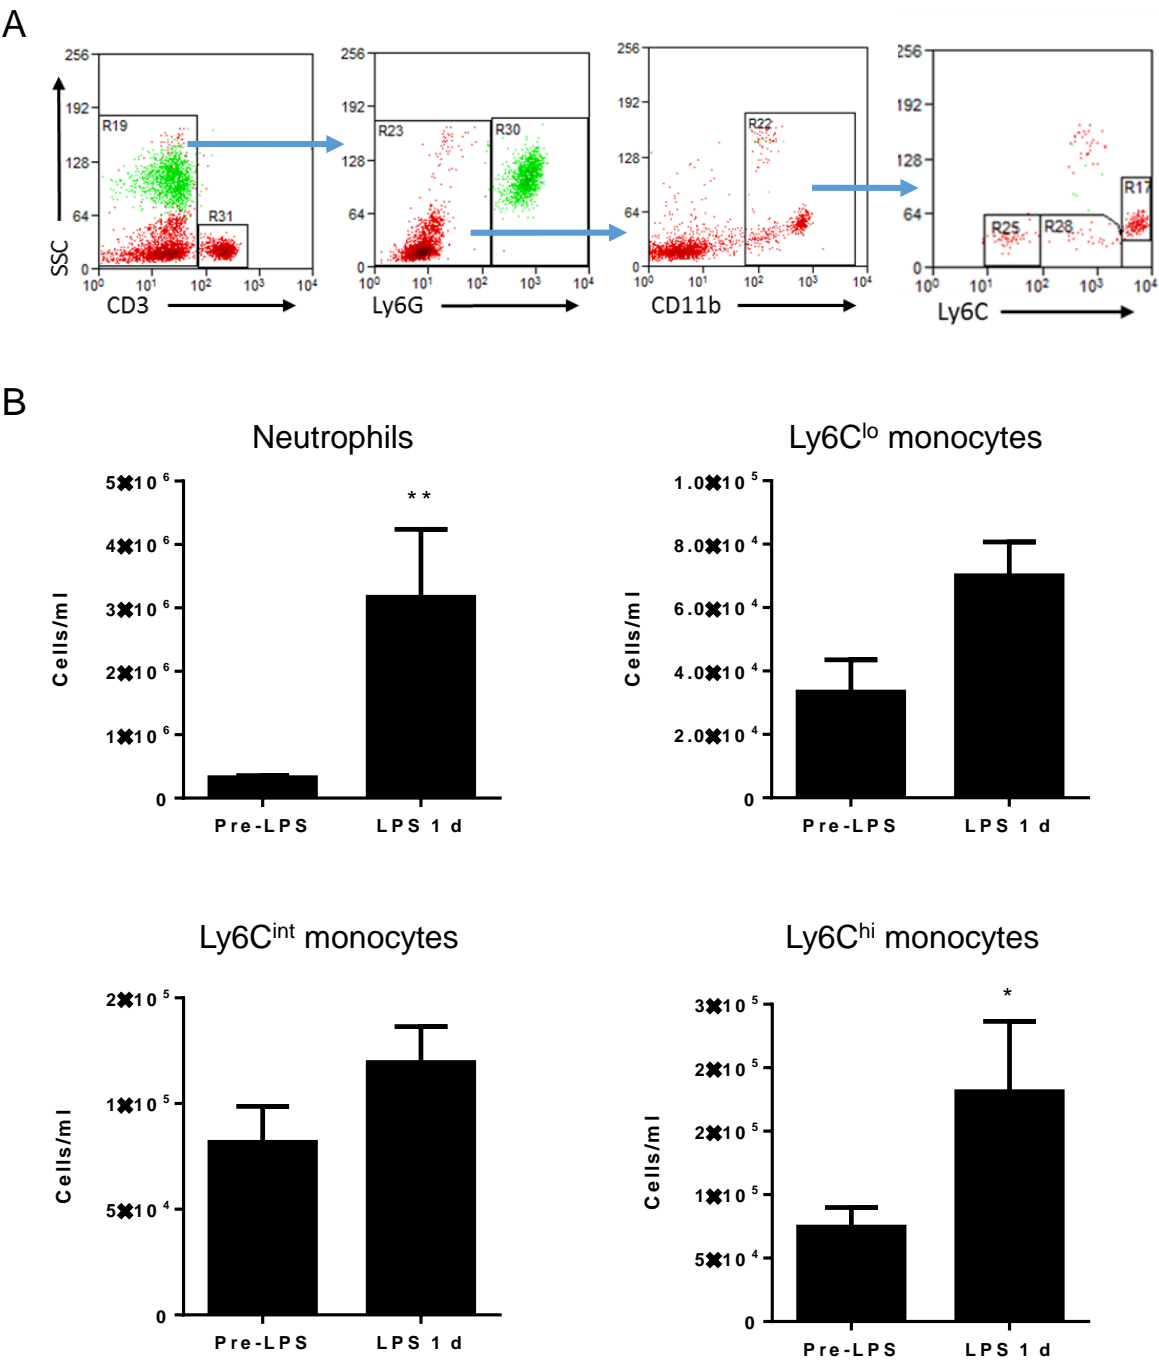 A
256 256 256 256
192 192 192 192
R19 R23 R30 R22
128 128 128 128
R31 R17
64 64 64 64
R25 R28
SSC
0 0 0 0
10⁰ 10¹ 10² 10³ 10⁴ 10⁰ 10¹ 10² 10³ 10⁴ 10⁰ 10¹ 10² 10³ 10⁴ 10⁰ 10¹ 10² 10³ 10⁴
CD3 Ly6G CD11b Ly6C
B
Neutrophils
5✖10⁶
4✖10⁶
3✖10⁶
2✖10⁶
1✖10⁶
0
Cells/ml
**
Pre-LPS LPS 1 d
Ly6Cˡᵒ monocytes
1.0✖10⁵
8.0✖10⁴
6.0✖10⁴
4.0✖10⁴
2.0✖10⁴
0
Cells/ml
Pre-LPS LPS 1 d
Ly6Cⁱⁿᵗ monocytes
2✖10⁵
1✖10⁵
5✖10⁴
0
Cells/ml
Pre-LPS LPS 1 d
Ly6Cʰⁱ monocytes
3✖10⁵
2✖10⁵
2✖10⁵
1✖10⁵
5✖10⁴
0
Cells/ml
*
Pre-LPS LPS 1 d